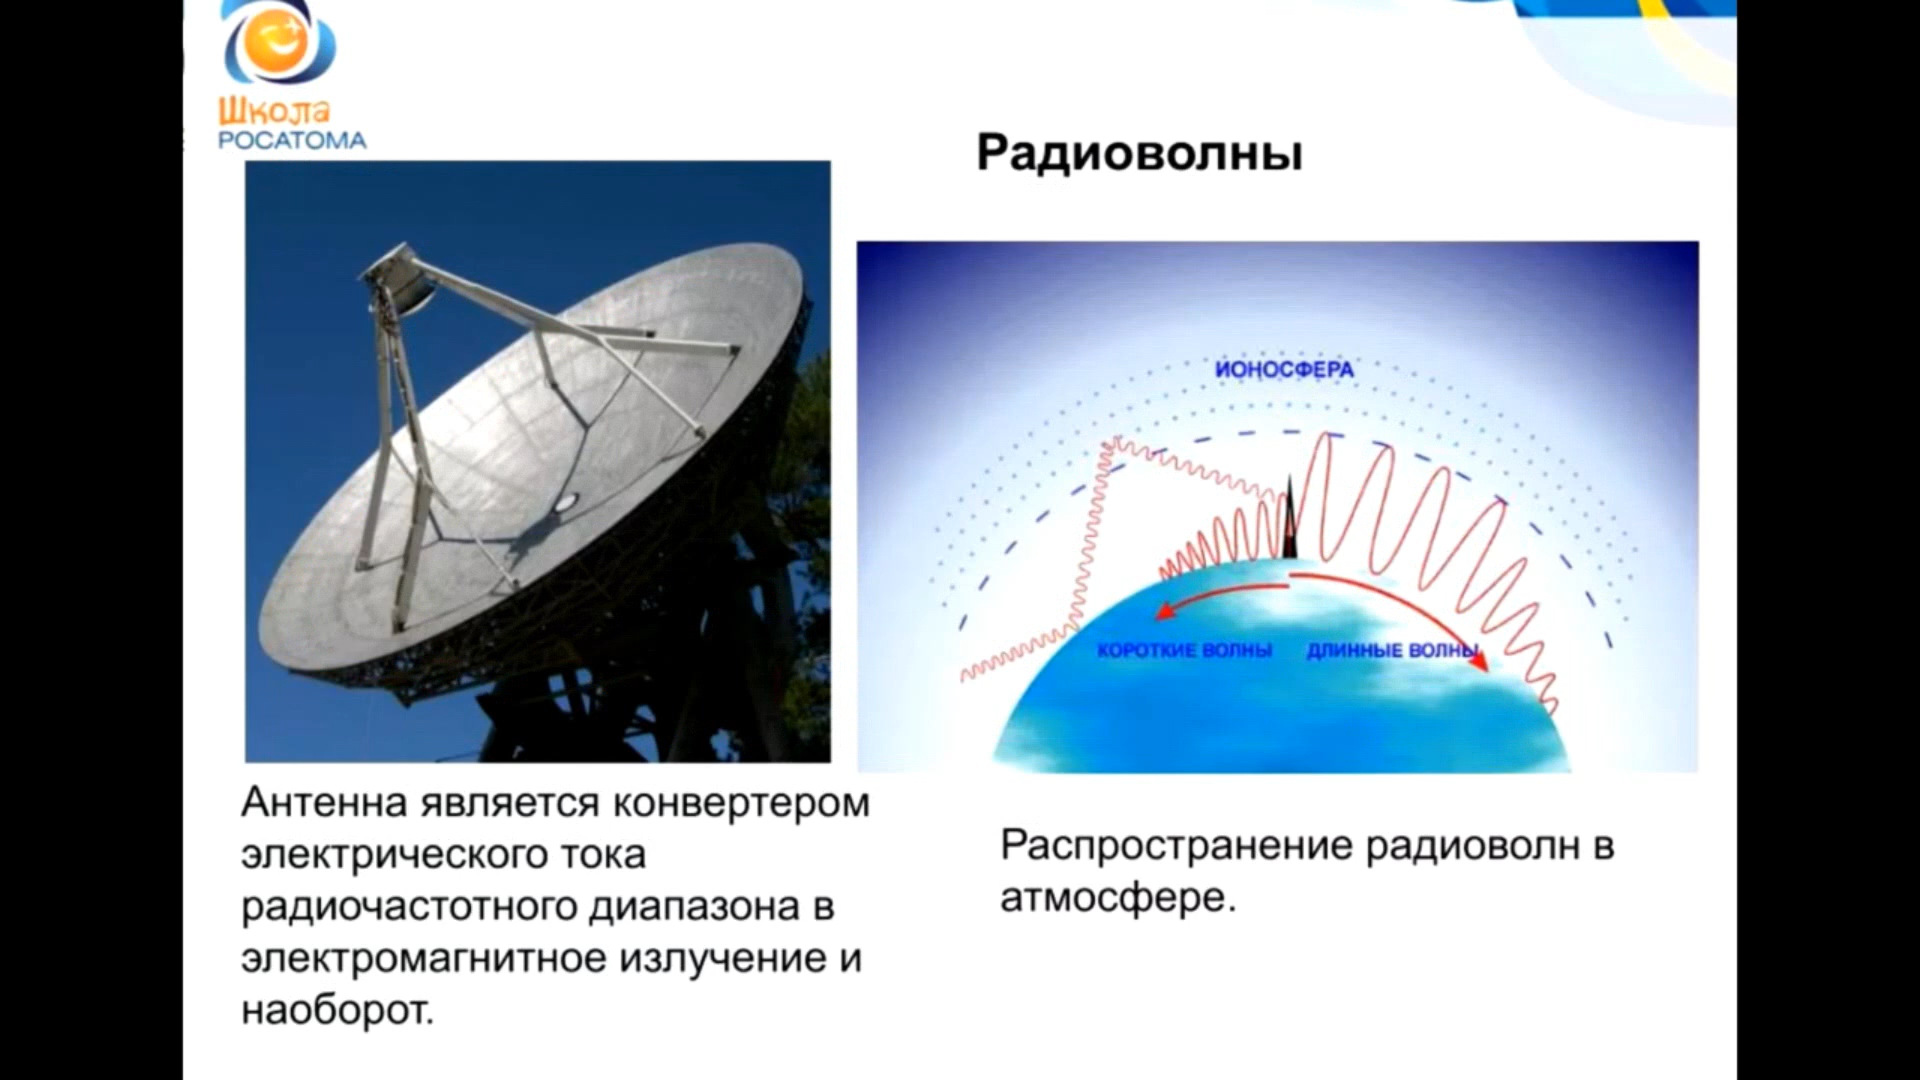 Школа
РОСАТОМА
Радиоволны
ИОНОСФЕРА
КОРОТКИЕ ВОЛНЫ
ДЛИННЫЕ ВОЛНЫ
Антенна является конвертером
электрического тока
радиочастотного диапазона в
электромагнитное излучение и
наоборот.
Распространение радиоволн в
атмосфере.